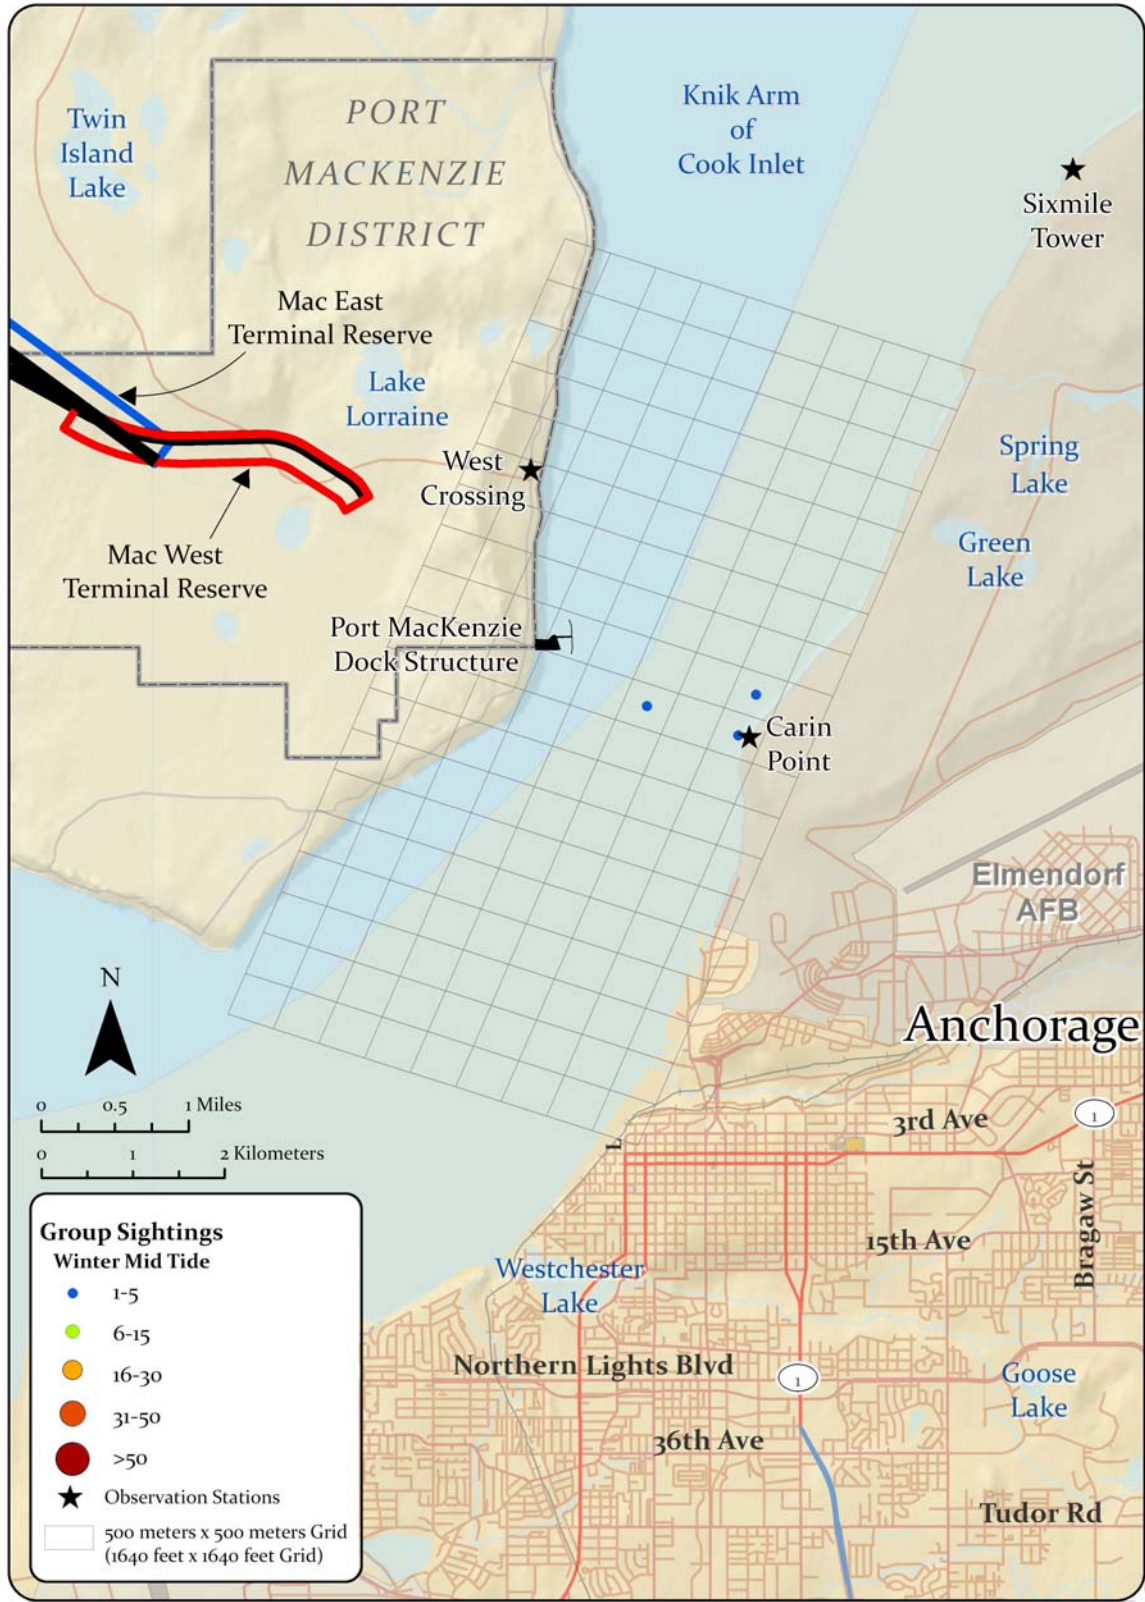 Twin
Island
Lake
PORT
MACKENZIE
DISTRICT
Knik Arm
of
Cook Inlet
Sixmile
Tower
Mac East
Terminal Reserve
Lake
Lorraine
West
Crossing
Spring
Lake
Green
Lake
Mac West
Terminal Reserve
Port MacKenzie
Dock Structure
Carin
Point
Elmendorf
AFB
Anchorage
N
0 0.5 1 Miles
0 1 2 Kilometers
3rd Ave
1
15th Ave
Bragaw St
Westchester
Lake
Northern Lights Blvd
1
Goose
Lake
36th Ave
Tudor Rd
L
Group Sightings
Winter Mid Tide
1-5
6-15
16-30
31-50
>50
Observation Stations
500 meters x 500 meters Grid
(1640 feet x 1640 feet Grid)